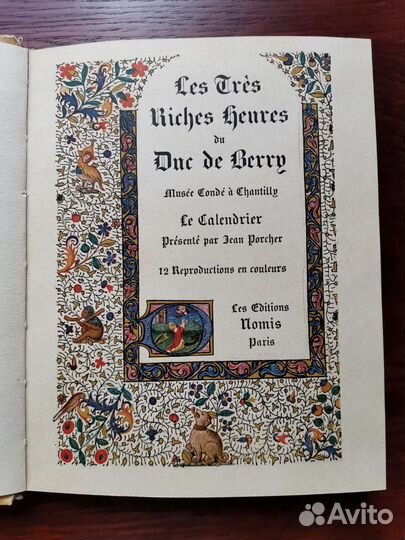 Les Très
Riches Heures
du
Duc de Berry
Musée Condé à Chantilly
Le Calendrier
Présenté par Jean Porcher
12 Reproductions en couleurs
Les Editions
Nomis
Paris
Avito